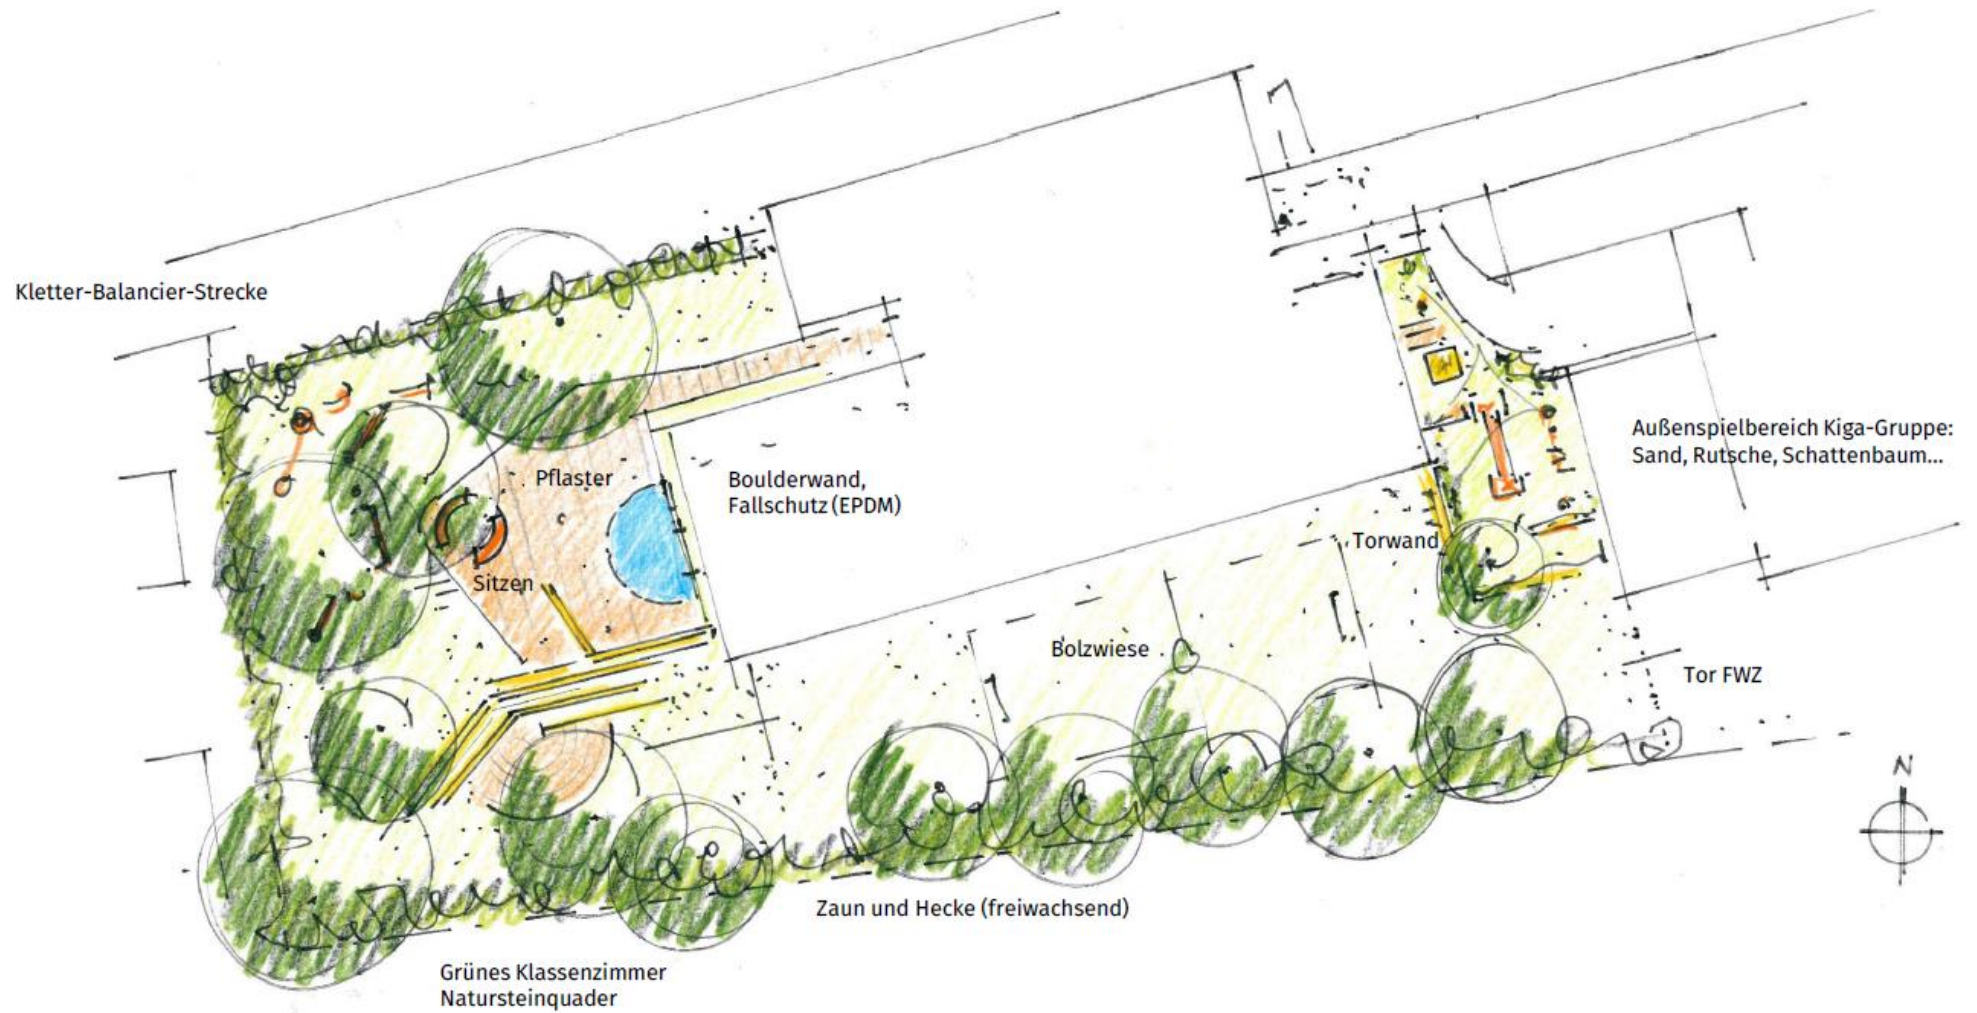 Kletter-Balancier-Strecke
Pflaster
Boulderwand,
Fallschutz (EPDM)
Sitzen
Außenspielbereich Kiga-Gruppe:
Sand, Rutsche, Schattenbaum...
Torwand
Bolzwiese
Tor FWZ
N
Zaun und Hecke (freiwachsend)
Grünes Klassenzimmer
Natursteinquader